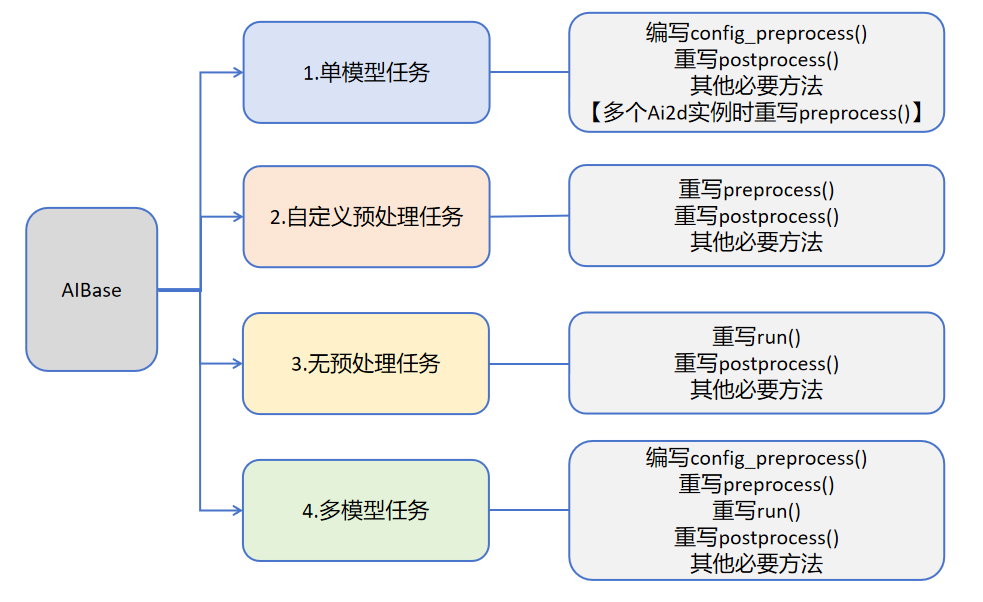 AIBase
1.单模型任务
编写config_preprocess()
重写postprocess()
其他必要方法
【多个Ai2d实例时重写preprocess()】
2.自定义预处理任务
重写preprocess()
重写postprocess()
其他必要方法
3.无预处理任务
重写run()
重写postprocess()
其他必要方法
4.多模型任务
编写config_preprocess()
重写preprocess()
重写run()
重写postprocess()
其他必要方法